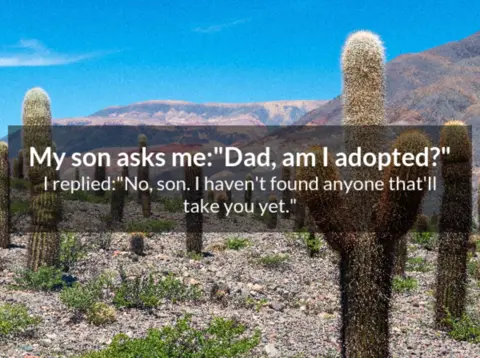 My son asks me:"Dad, am I adopted?"
I replied:"No, son. I haven't found anyone that'll
take you yet."